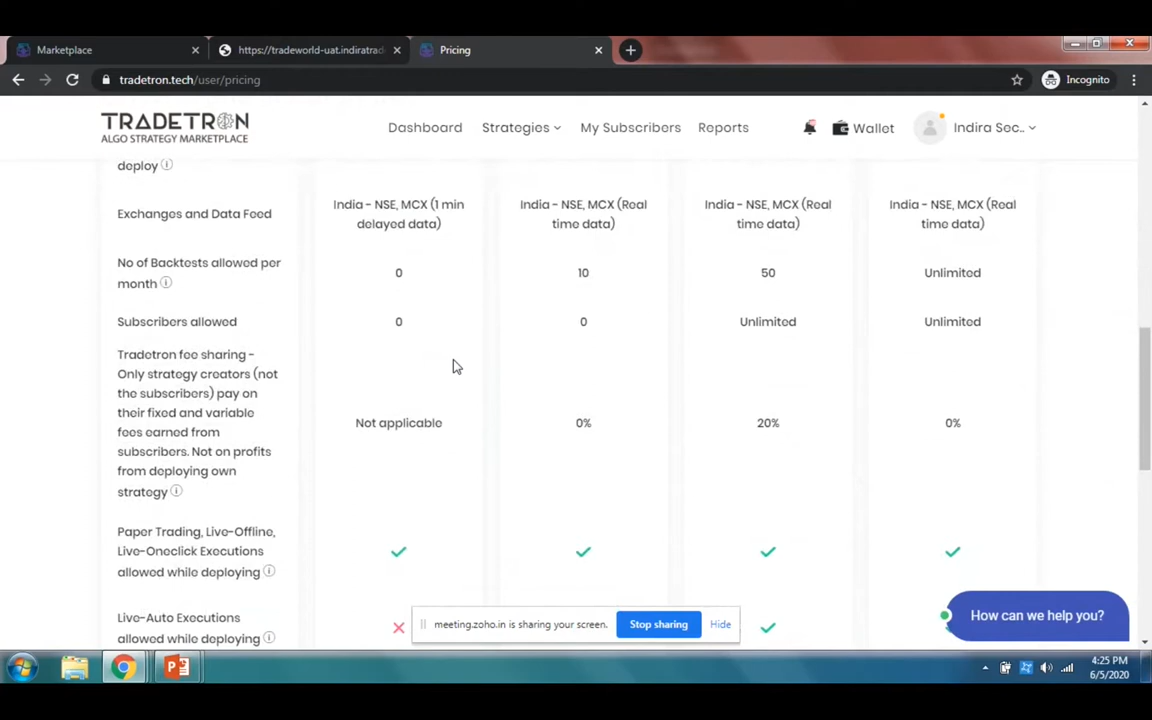 Marketplace
https://tradeworld-uat.indiratrade
Pricing
tradetron.tech/user/pricing
Incognito
TRADETRON
ALGO STRATEGY MARKETPLACE
Dashboard
Strategies
My Subscribers
Reports
Wallet
Indira Sec..
deploy
Exchanges and Data Feed
India - NSE, MCX (1 min
delayed data)
India - NSE, MCX (Real
time data)
India - NSE, MCX (Real
time data)
India - NSE, MCX (Real
time data)
No of Backtests allowed per
month
0
10
50
Unlimited
Subscribers allowed
0
0
Unlimited
Unlimited
Tradetron fee sharing -
Only strategy creators (not
the subscribers) pay on
their fixed and variable
fees earned from
subscribers. Not on profits
from deploying own
strategy
Not applicable
0%
20%
0%
Paper Trading, Live-Offline,
Live-Oneclick Executions
allowed while deploying
Live-Auto Executions
allowed while deploying
meeting.zoho.in is sharing your screen.
Stop sharing
Hide
How can we help you?
4:25 PM
6/5/2020